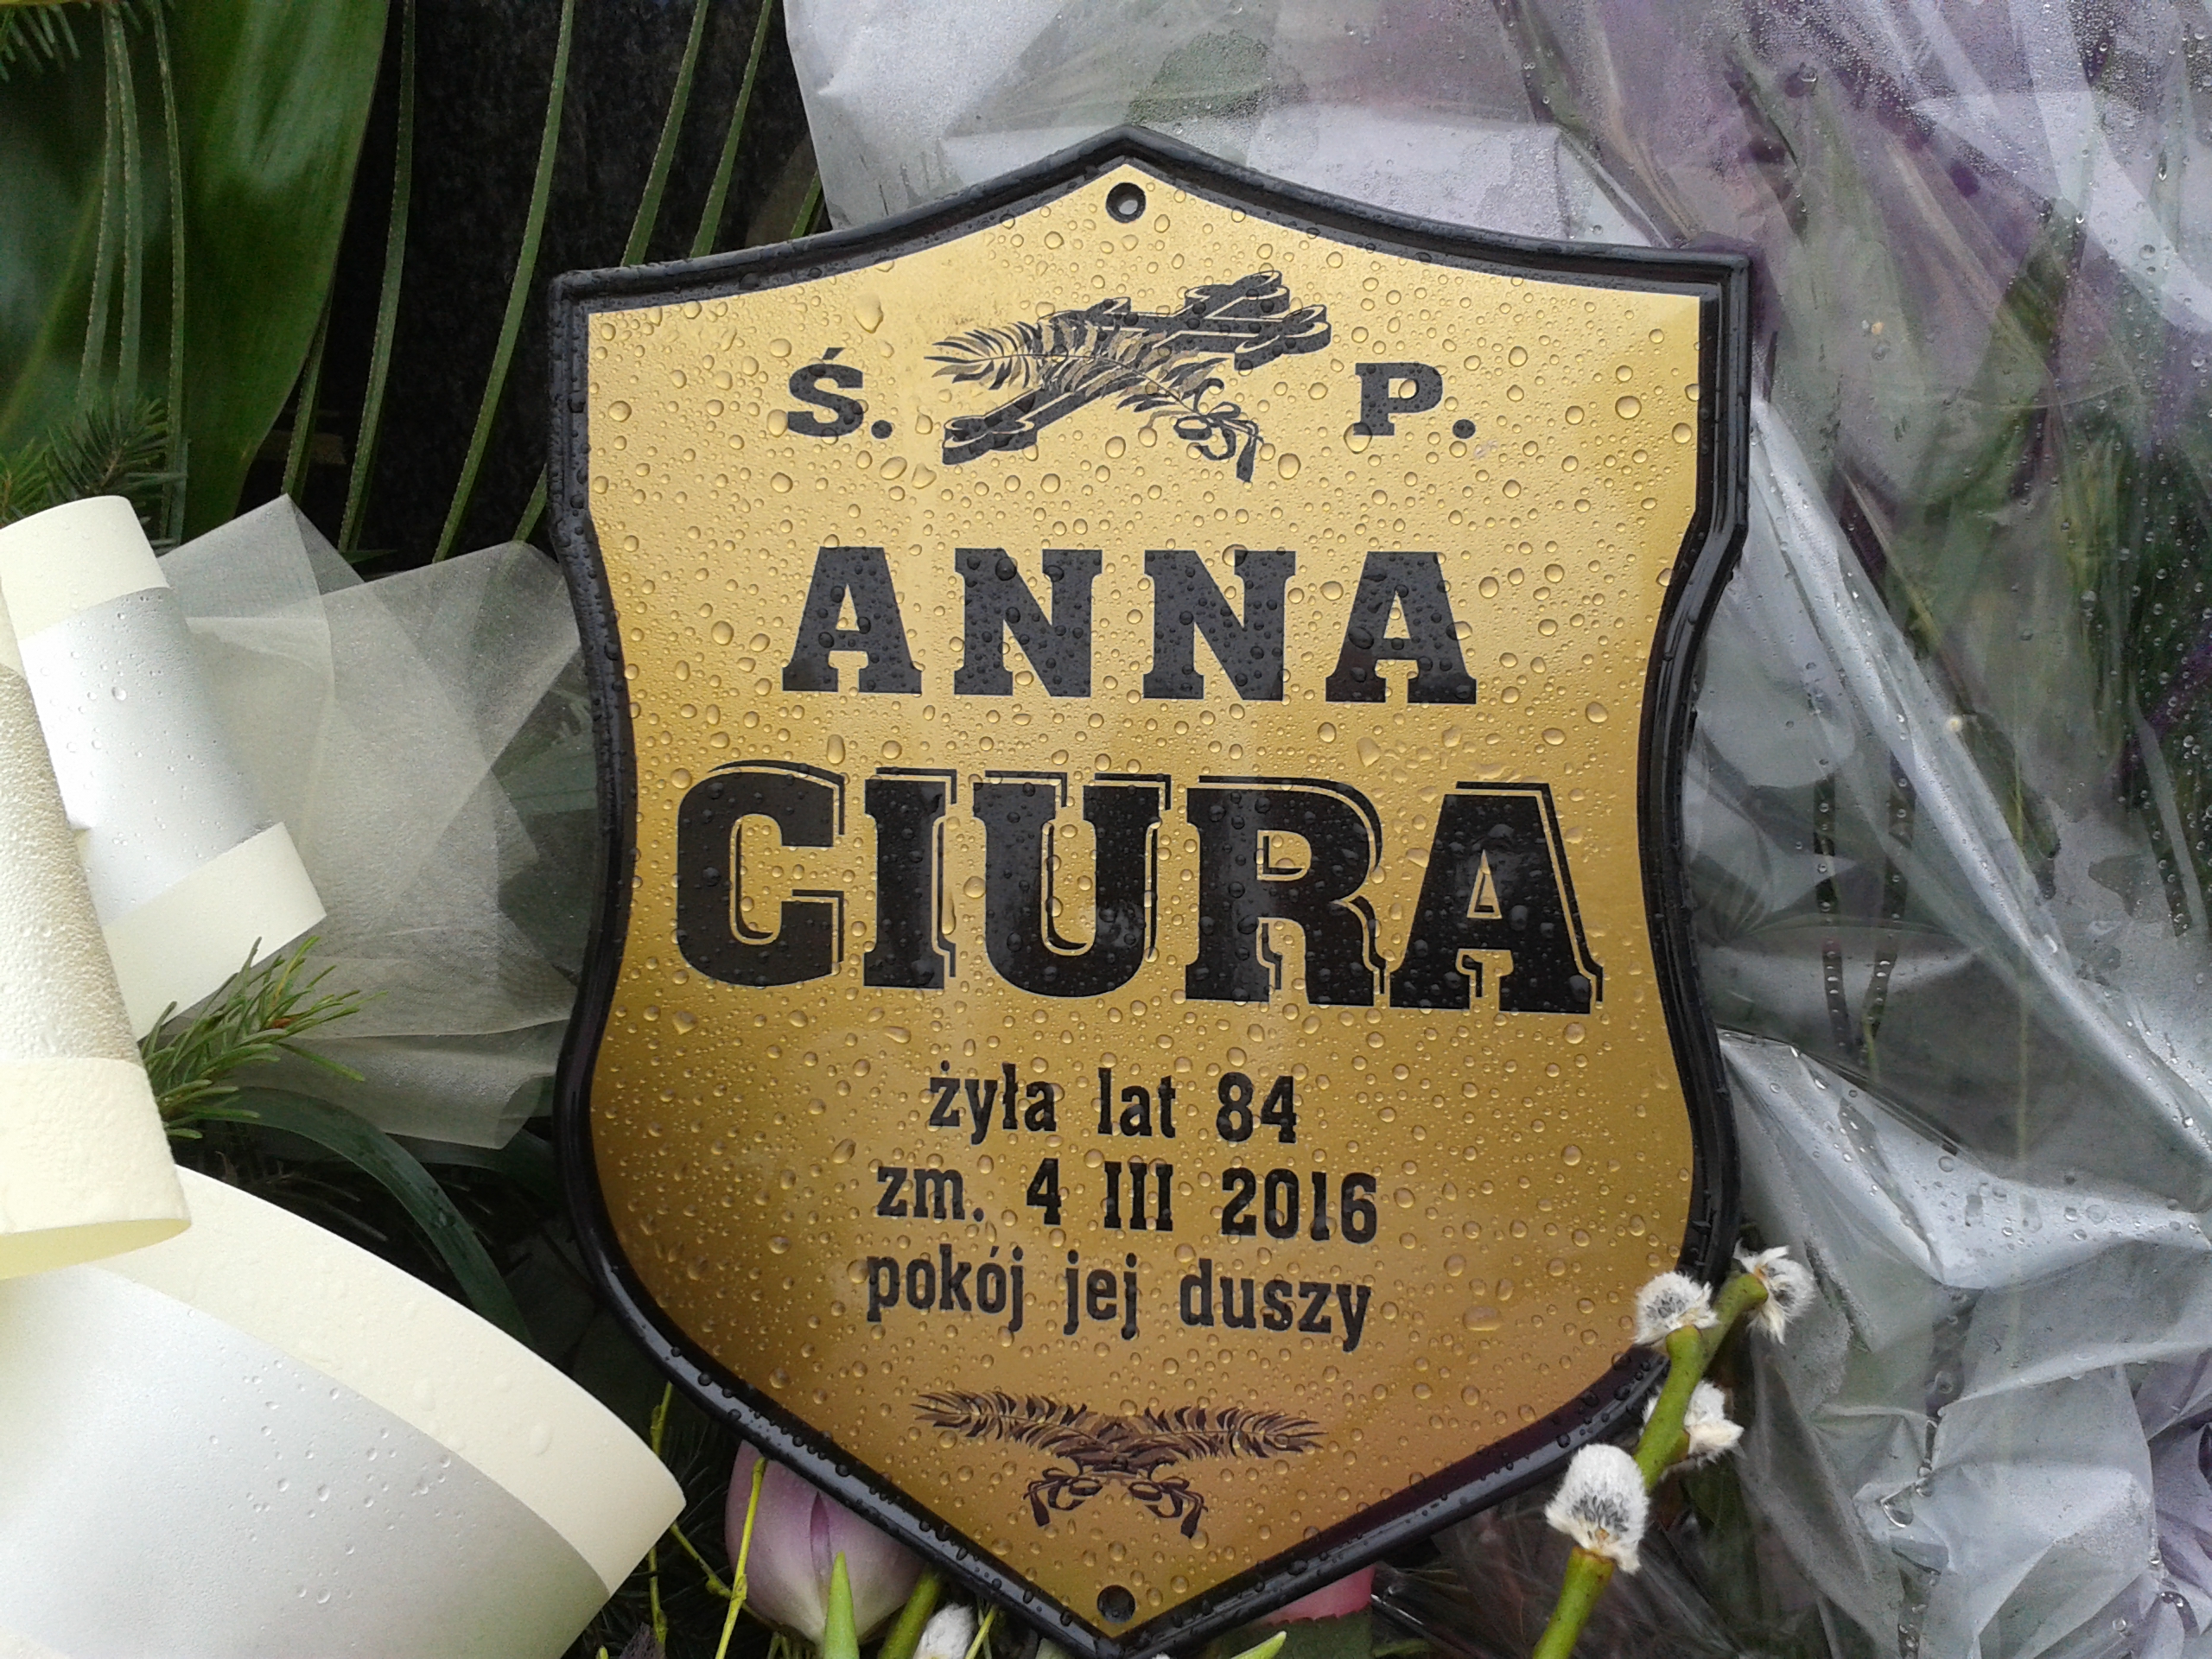 Ś. P.
ANNA
CIURA
żyła lat 84
zm. 4 III 2016
pokój jej duszy